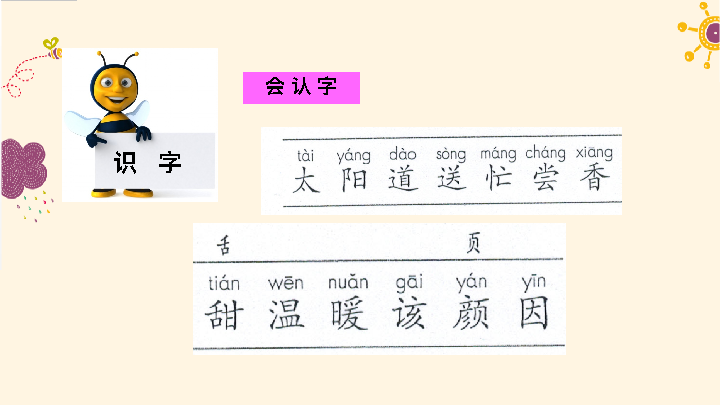 会认字
识 字
tài yáng dào sòng máng cháng xiāng
太 阳 道 送 忙 尝 香
舌 页
tián wēn nuǎn gāi yán yīn
甜 温 暖 该 颜 因